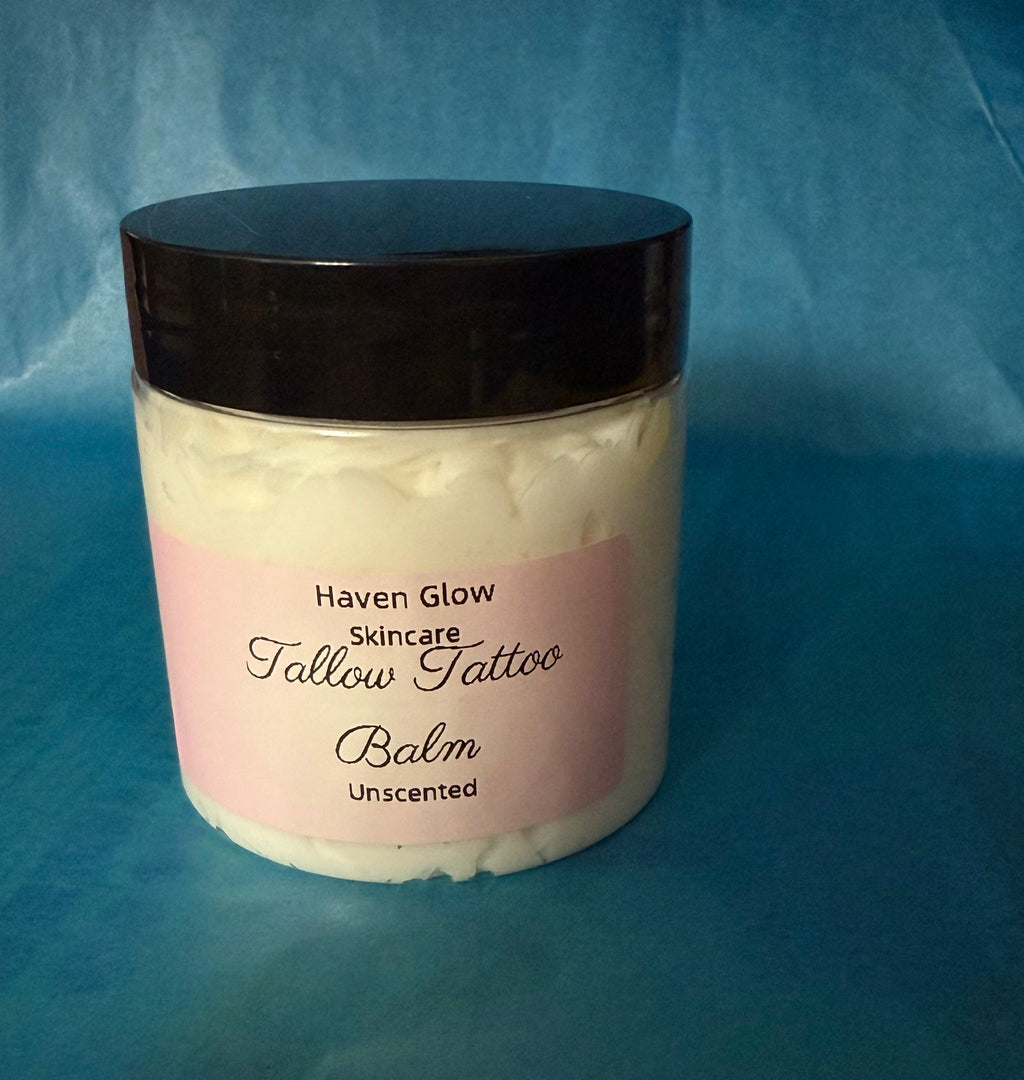 Haven Glow
Skincare
Tallow Tattoo
Balm
Unscented